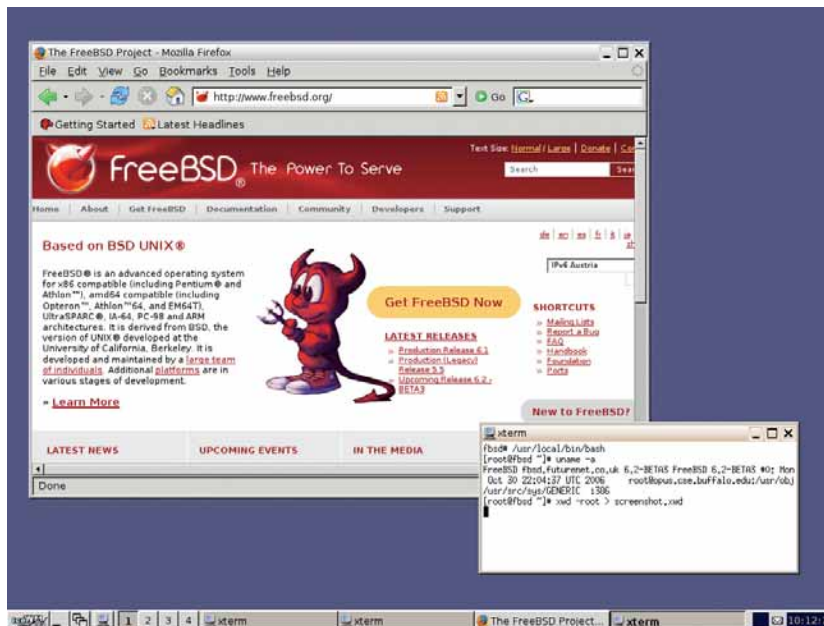 The FreeBSD Project - Mozilla Firefox
File Edit View Go Bookmarks Tools Help
http://www.freebsd.org/
Go
G
Getting Started Latest Headlines
Text Size: Normal / Large | Donate |
FreeBSD® The Power To Serve
Search
Home About Get FreeBSD Documentation Community Developers Support
Based on BSD UNIX®
FreeBSD® is an advanced operating system
for x86 compatible (including Pentium® and
Athlon™), amd64 compatible (including
Opteron™, Athlon™64, and EM64T),
UltraSPARC®, IA-64, PC-98 and ARM
architectures. It is derived from BSD, the
version of UNIX® developed at the
University of California, Berkeley. It is
developed and maintained by a large team
of individuals. Additional platforms are in
various stages of development.
» Learn More
Get FreeBSD Now
LATEST RELEASES
» Production Release 6.1
» Production (Legacy)
Release 5.5
» Upcoming Release 6.2 -
BETA3
IPv6 Austria
SHORTCUTS
» Mailing Lists
» Report a Bug
» FAQ
» Handbook
» Foundation
» Ports
New to FreeBSD?
LATEST NEWS
UPCOMING EVENTS
IN THE MEDIA
Done
xterm
fbsd# /usr/local/bin/bash
[root@fbsd ~]# uname -a
FreeBSD fbsd.futurenet.co.uk 6.2-BETA3 FreeBSD 6.2-BETA3 #0: Mon
Oct 30 22:04:37 UTC 2006 root@opus.cse.buffalo.edu:/usr/obj
/usr/src/sys/GENERIC i386
[root@fbsd ~]# xwd -root > screenshot.xwd
1 2 3 4 xterm xterm The FreeBSD Project... xterm 10:12: